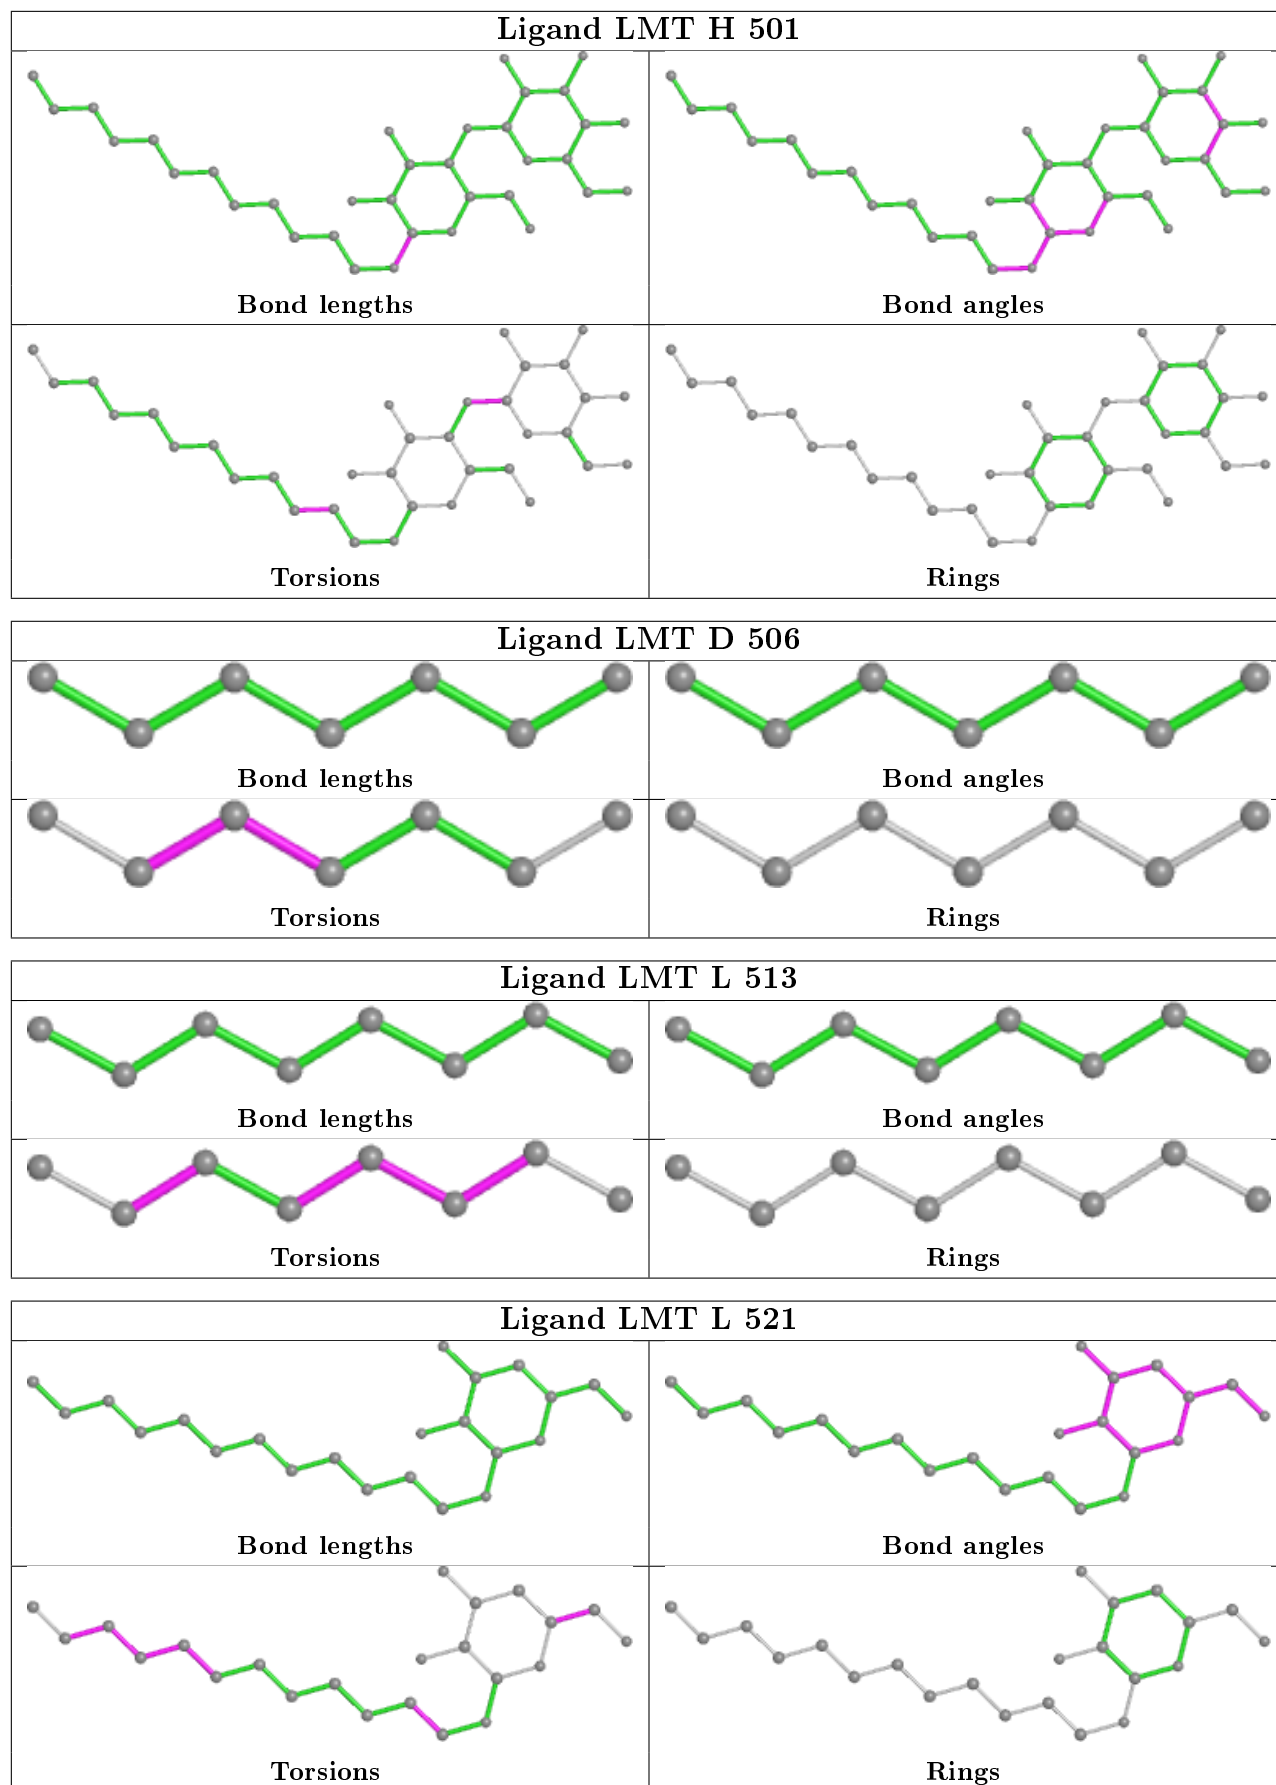 Ligand LMT H 501
Bond lengths
Bond angles
Torsions
Rings
Ligand LMT D 506
Bond lengths
Bond angles
Torsions
Rings
Ligand LMT L 513
Bond lengths
Bond angles
Torsions
Rings
Ligand LMT L 521
Bond lengths
Bond angles
Torsions
Rings